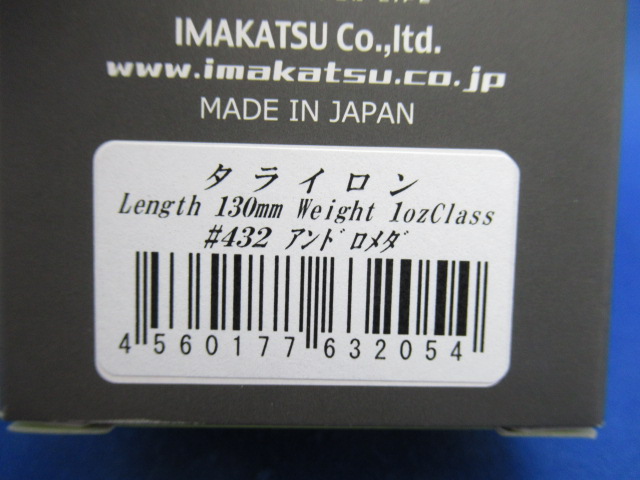 IMAKATSU Co.,ltd.
www.imakatsu.co.jp
MADE IN JAPAN
タライロン
Length 130mm Weight 1ozClass
#432 アンドロメダ
4 560177 632054